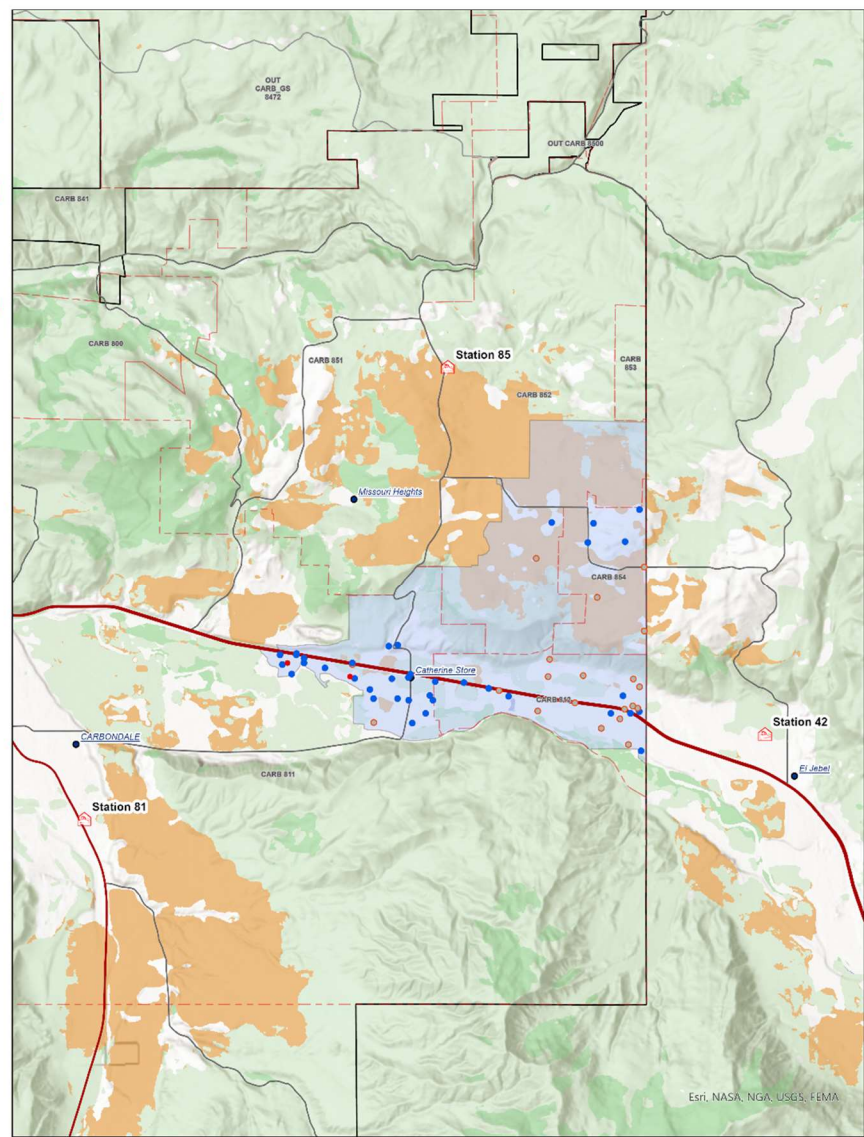 OUT
CARB_GS
8472
OUT CARB 8500
CARB 841
CARB 800
CARB 851
Station 85
CARB
853
CARB 852
Missouri Heights
CARB 854
Catherine Store
CARB 812
CARBONDALE
Station 42
El Jebel
CARB 811
Station 81
Esri, NASA, NGA, USGS, FEMA